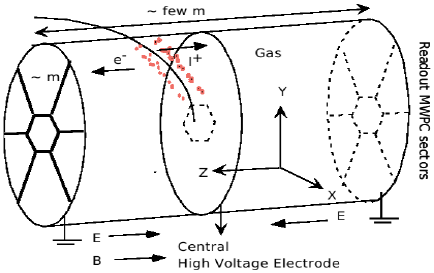 ~ few m
Gas
e-
I+
~ m
Y
Z
X
Readout MWPC sectors
E
E
B
Central
High Voltage Electrode